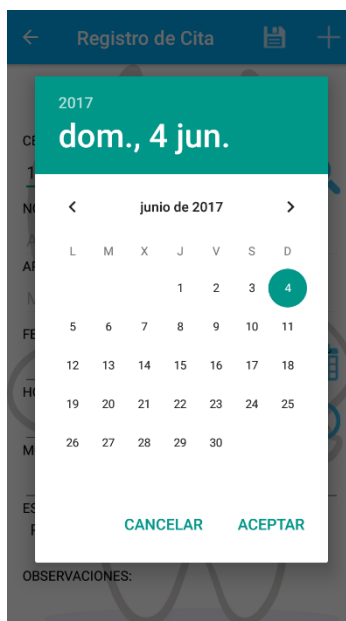 Registro de Cita
2017
dom., 4 jun.
junio de 2017
L M X J V S D
1 2 3 4
5 6 7 8 9 10 11
12 13 14 15 16 17 18
19 20 21 22 23 24 25
26 27 28 29 30
CANCELAR ACEPTAR
OBSERVACIONES: